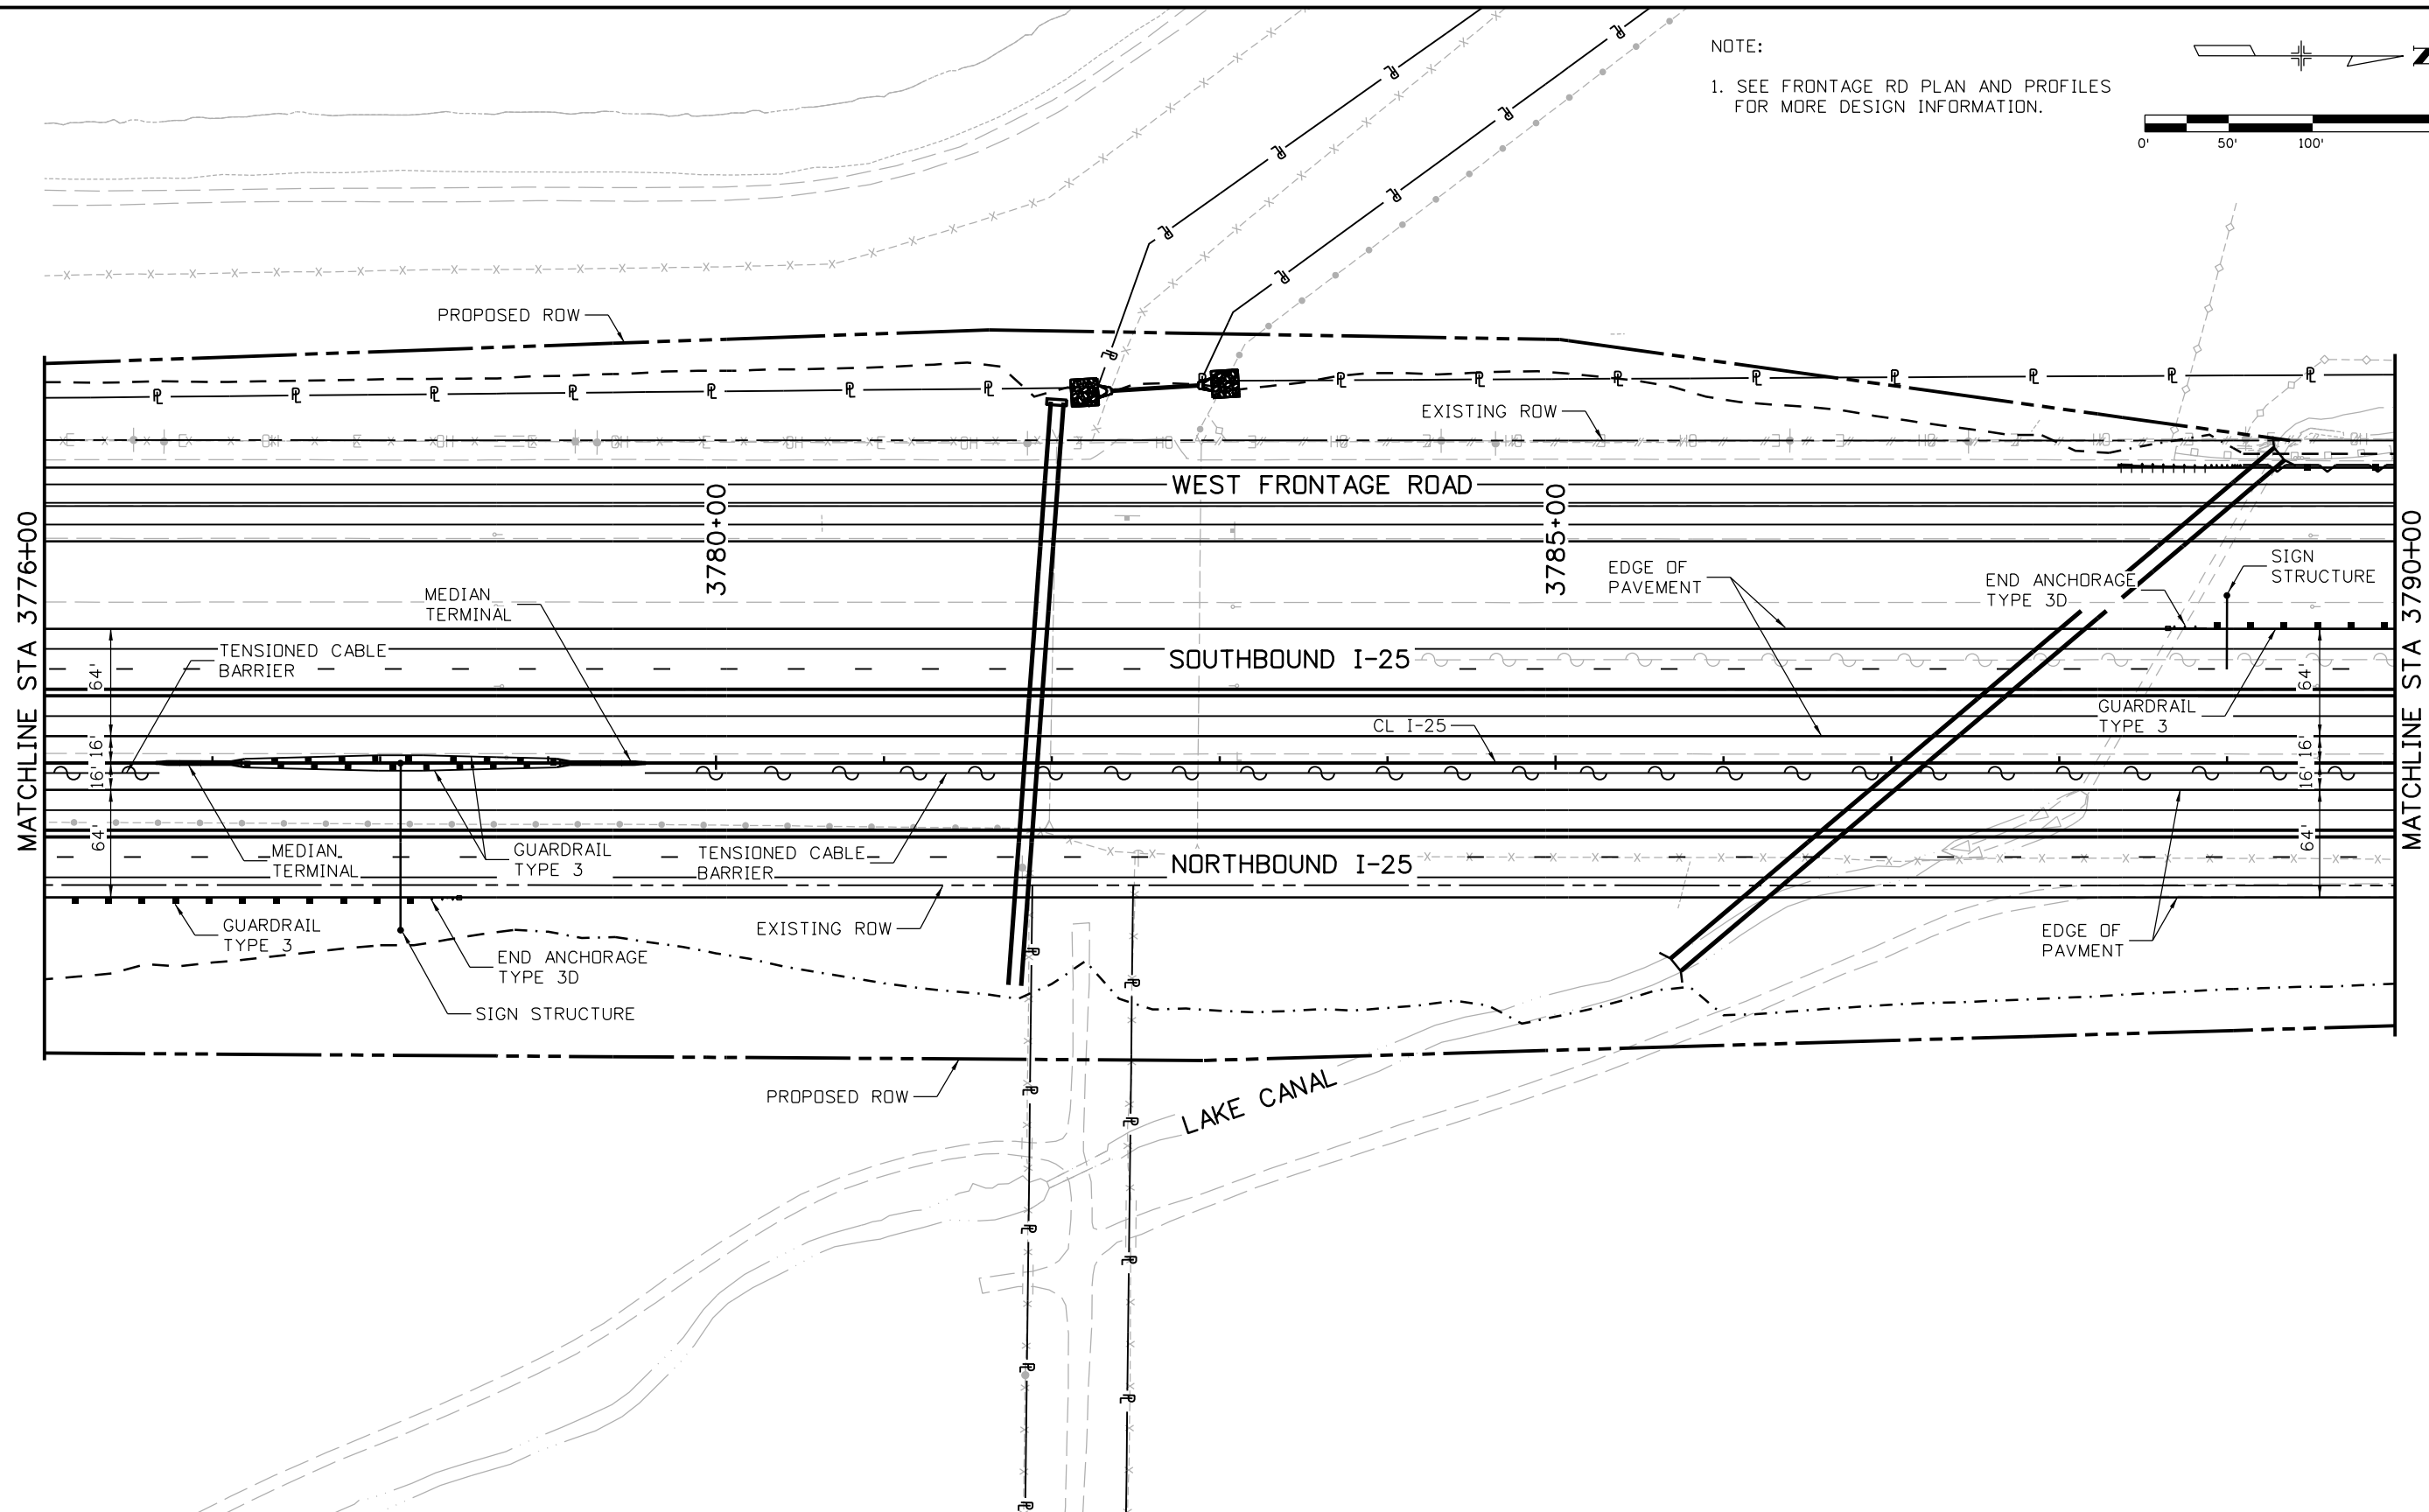 NOTE:
1. SEE FRONTAGE RD PLAN AND PROFILES
FOR MORE DESIGN INFORMATION.
N
0'
50'
100'
PROPOSED ROW
EXISTING ROW
WEST FRONTAGE ROAD
MATCHLINE STA 3776+00
3780+00
3785+00
MATCHLINE STA 3790+00
SIGN
STRUCTURE
EDGE OF
PAVEMENT
END ANCHORAGE
TYPE 3D
MEDIAN
TERMINAL
TENSIONED CABLE
BARRIER
SOUTHBOUND I-25
64'
64'
GUARDRAIL
TYPE 3
CL I-25
16'
16'
16'
16'
MEDIAN
TERMINAL
GUARDRAIL
TYPE 3
TENSIONED CABLE
BARRIER
NORTHBOUND I-25
64'
64'
GUARDRAIL
TYPE 3
EXISTING ROW
EDGE OF
PAVMENT
END ANCHORAGE
TYPE 3D
SIGN STRUCTURE
PROPOSED ROW
LAKE CANAL